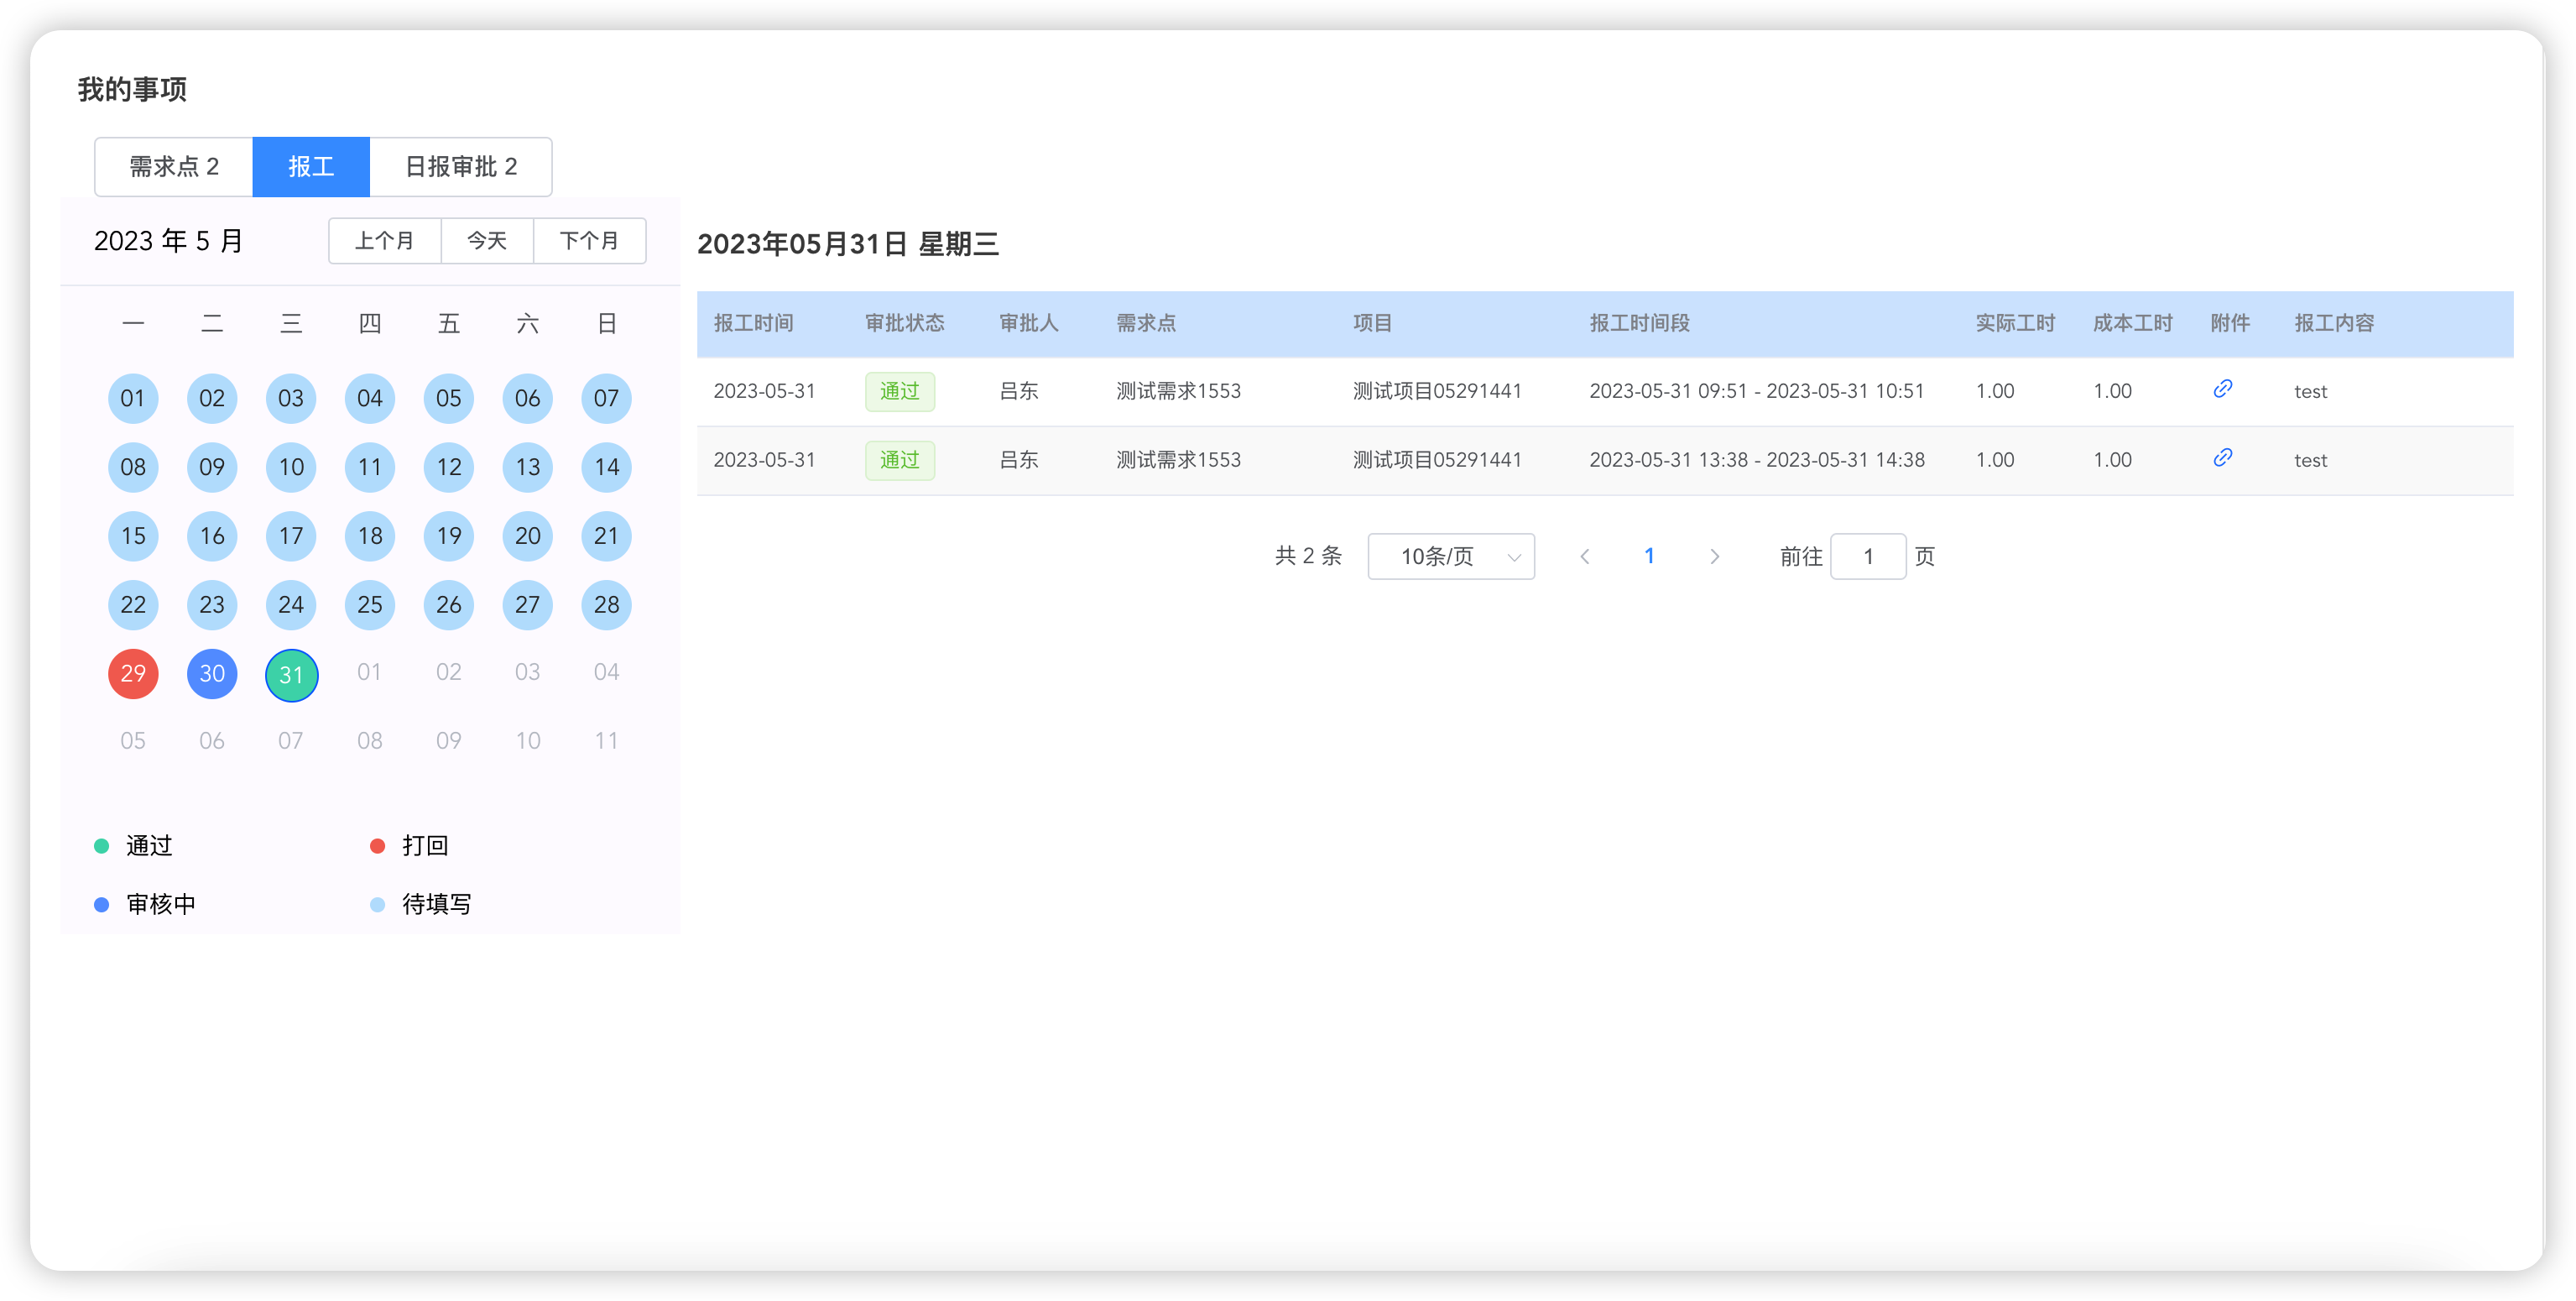 我的事项
需求点 2 报工 日报审批 2
2023 年 5 月 上个月 今天 下个月
一 二 三 四 五 六 日
01 02 03 04 05 06 07
08 09 10 11 12 13 14
15 16 17 18 19 20 21
22 23 24 25 26 27 28
29 30 31 01 02 03 04
05 06 07 08 09 10 11
通过 打回
审核中 待填写
2023年05月31日 星期三
报工时间 审批状态 审批人 需求点 项目 报工时间段 实际工时 成本工时 附件 报工内容
2023-05-31 通过 吕东 测试需求1553 测试项目05291441 2023-05-31 09:51 - 2023-05-31 10:51 1.00 1.00 test
2023-05-31 通过 吕东 测试需求1553 测试项目05291441 2023-05-31 13:38 - 2023-05-31 14:38 1.00 1.00 test
共 2 条 10条/页 1 前往 1 页